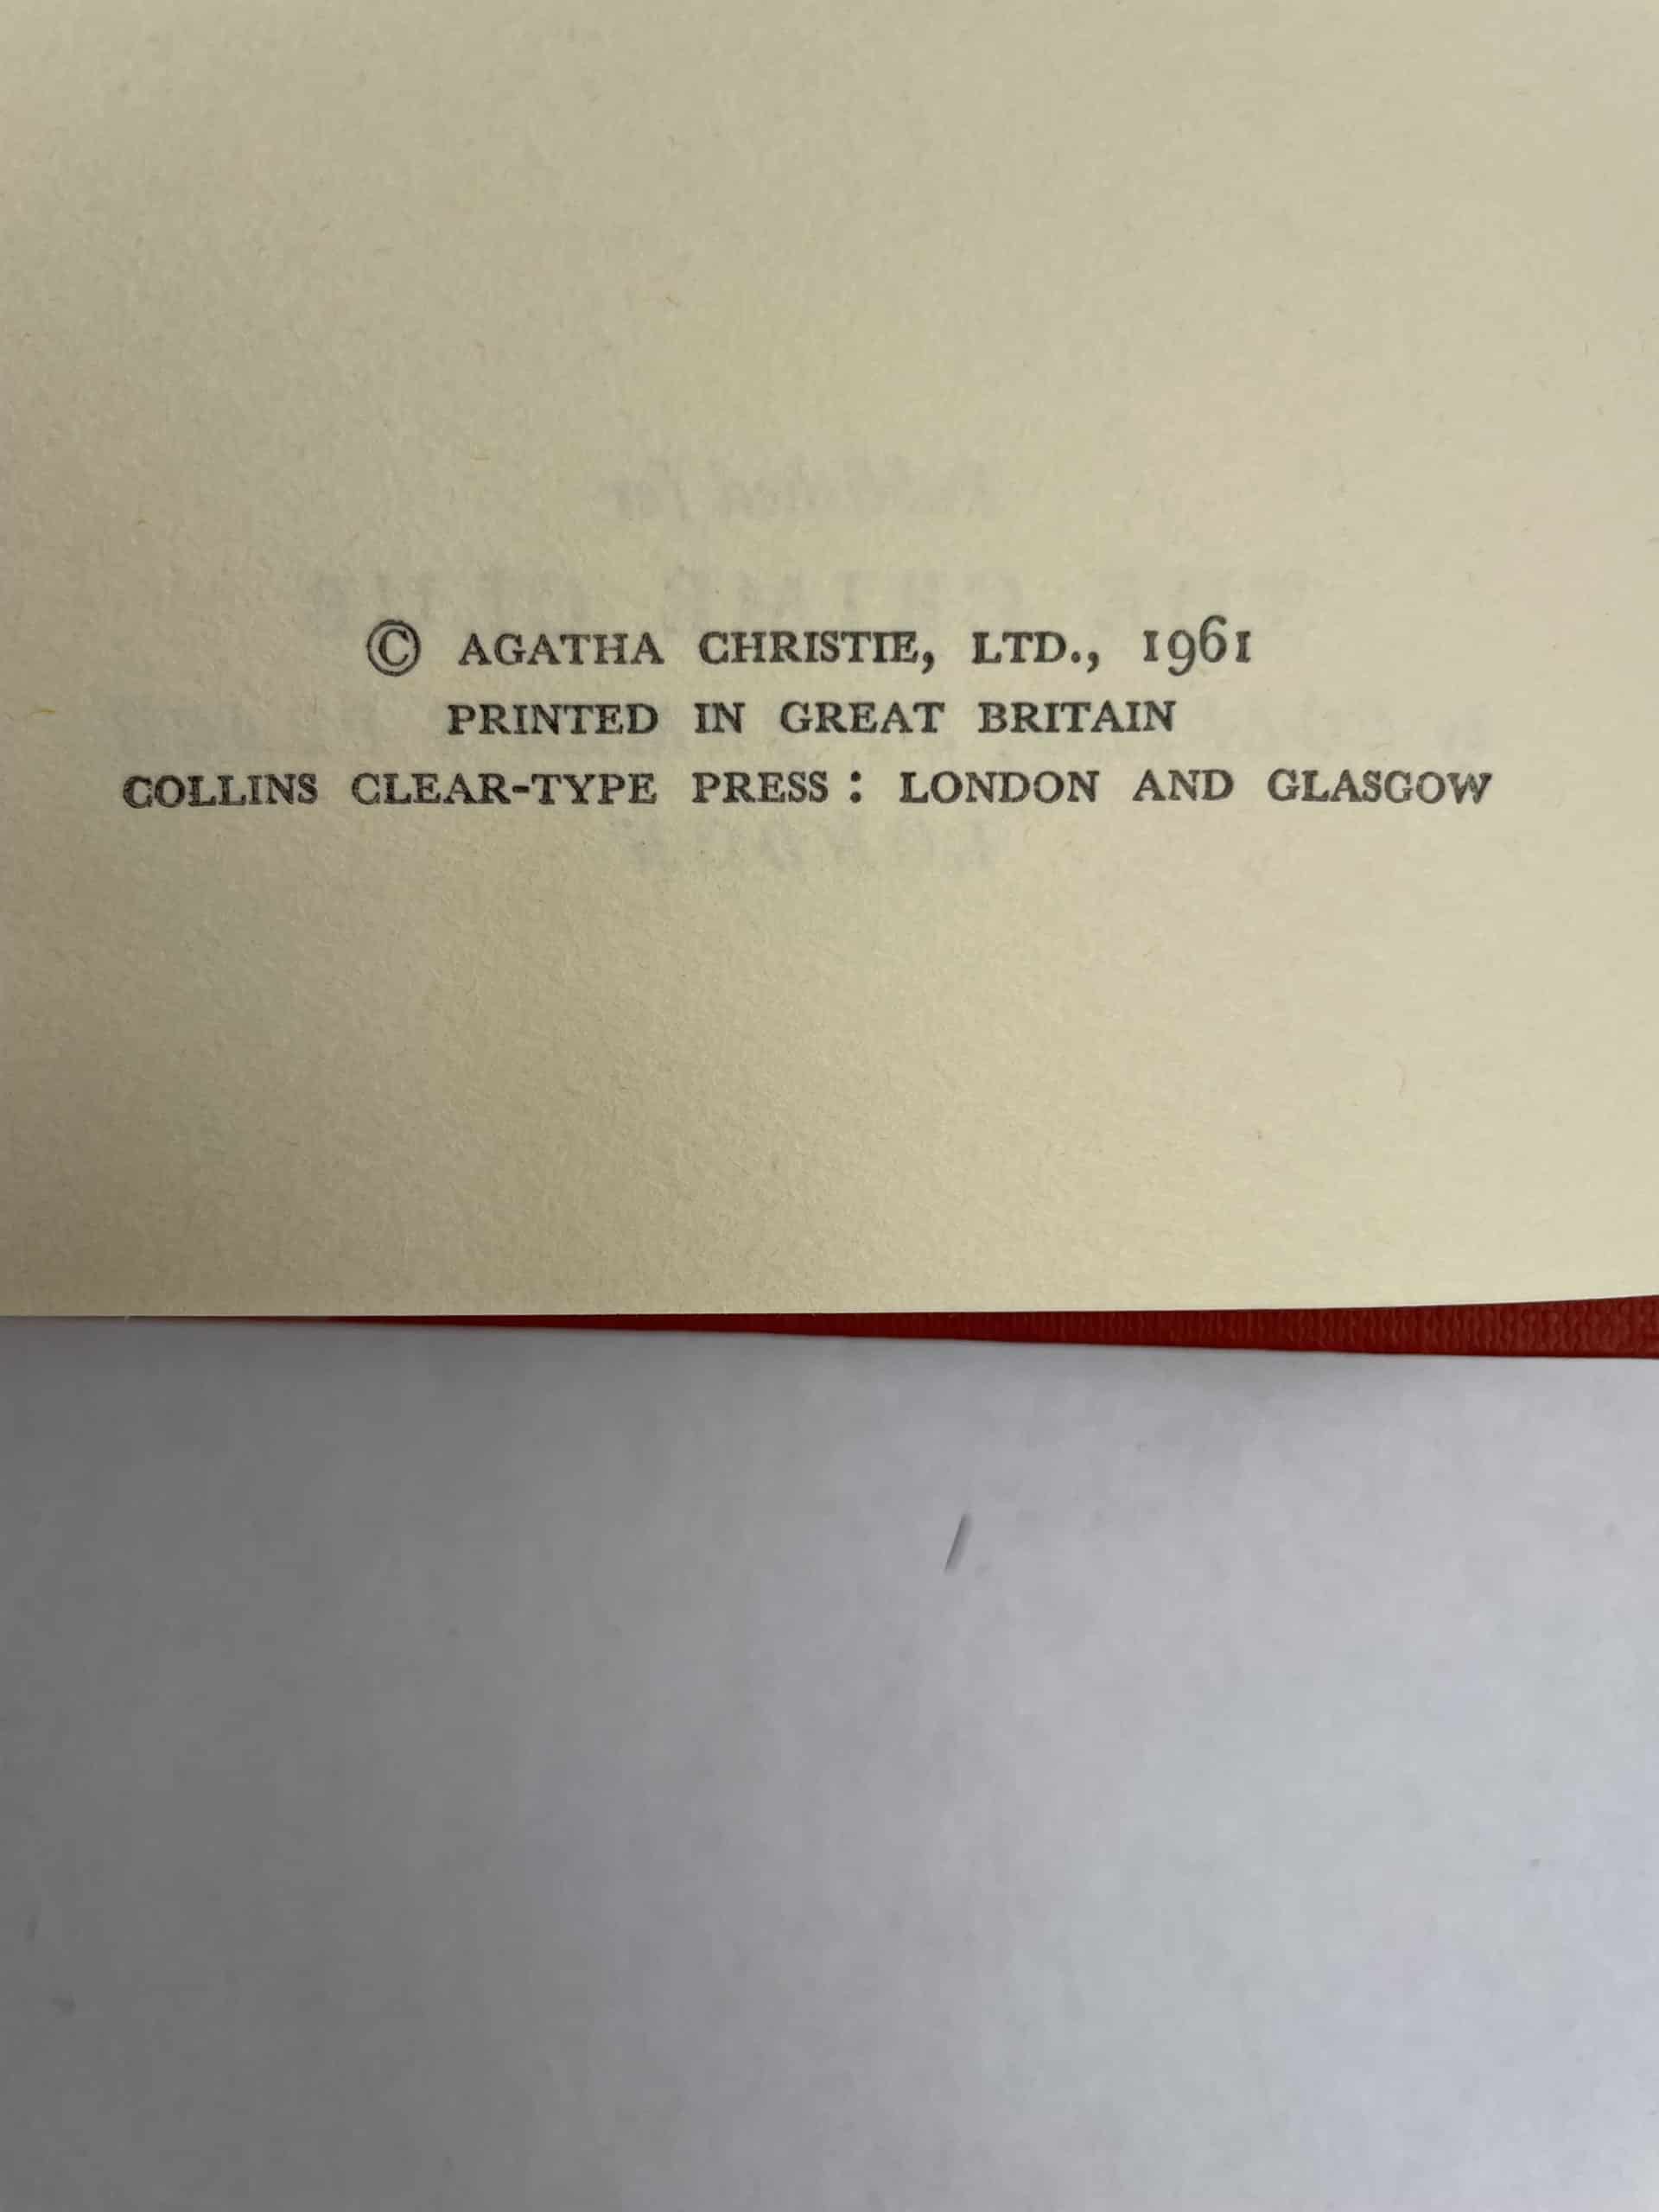 © AGATHA CHRISTIE, LTD., 1961
PRINTED IN GREAT BRITAIN
COLLINS CLEAR-TYPE PRESS : LONDON AND GLASGOW